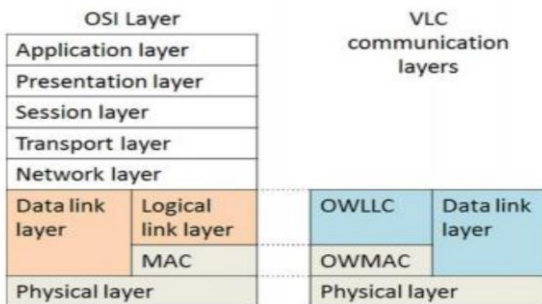 OSI Layer
Application layer
Presentation layer
Session layer
Transport layer
Network layer
Data link
layer
Logical
link layer
MAC
Physical layer
VLC
communication
layers
OWLLC
Data link
layer
OWMAC
Physical layer